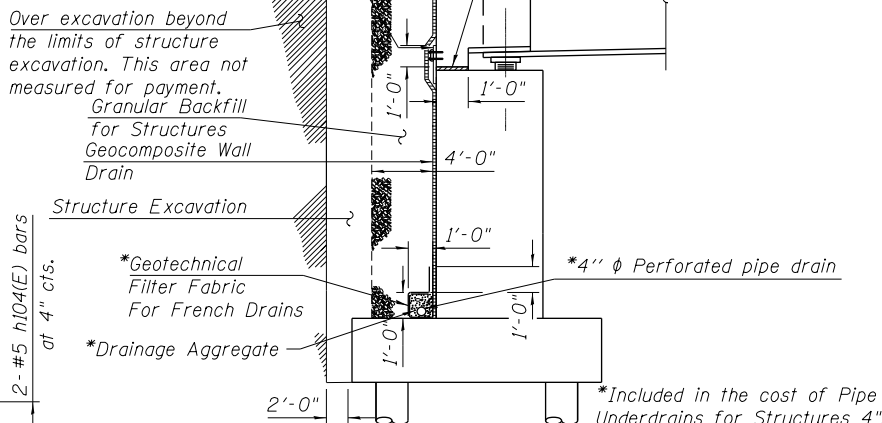 Over excavation beyond
the limits of structure
excavation. This area not
measured for payment.
1'-0"
1'-0"
Granular Backfill
for Structures
Geocomposite Wall
Drain
4'-0"
Structure Excavation
1'-0"
2- #5 h104(E) bars
at 4" cts.
*Geotechnical
Filter Fabric
For French Drains
*4'' ϕ Perforated pipe drain
1'-0"
1'-0"
*Drainage Aggregate
2'-0"
*Included in the cost of Pipe
Underdrains for Structures 4"